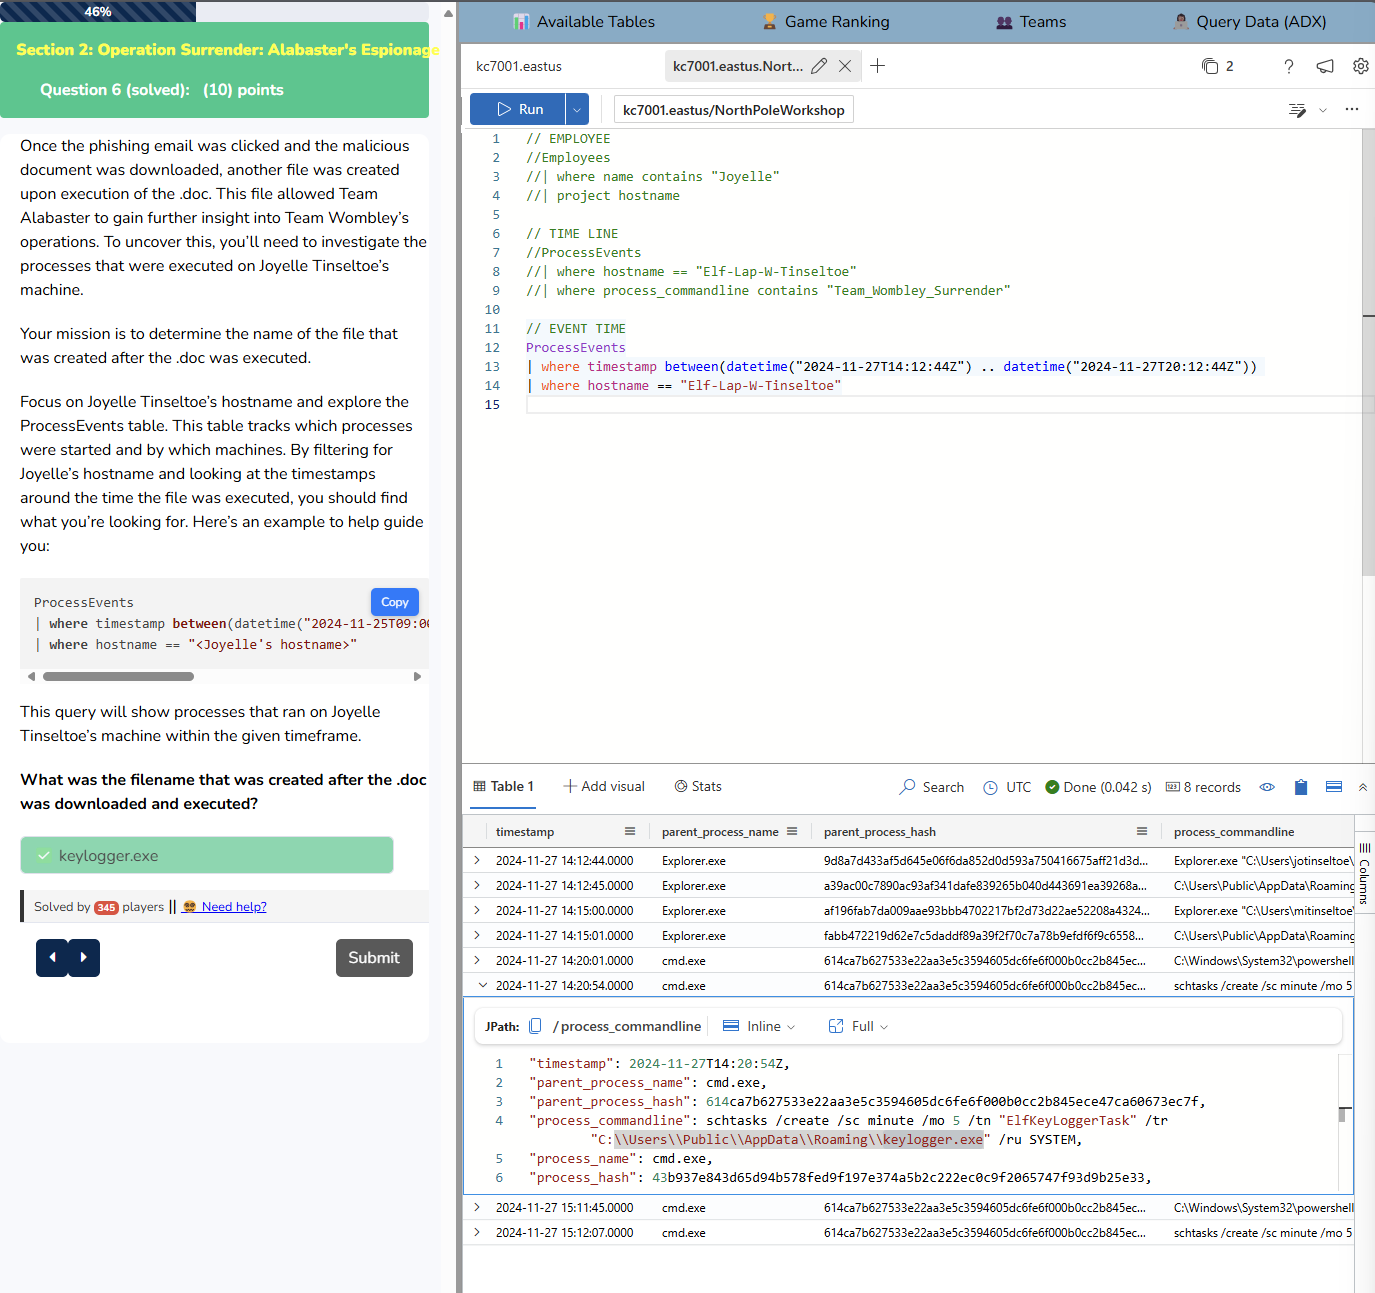 46%
Section 2: Operation Surrender: Alabaster's Espionage
Question 6 (solved): (10) points
Once the phishing email was clicked and the malicious
document was downloaded, another file was created
upon execution of the .doc. This file allowed Team
Alabaster to gain further insight into Team Wombley's
operations. To uncover this, you'll need to investigate the
processes that were executed on Joyelle Tinseltoe's
machine.
Your mission is to determine the name of the file that
was created after the .doc was executed.
Focus on Joyelle Tinseltoe's hostname and explore the
ProcessEvents table. This table tracks which processes
were started and by which machines. By filtering for
Joyelle's hostname and looking at the timestamps
around the time the file was executed, you should find
what you're looking for. Here's an example to help guide
you:
ProcessEvents
Copy
| where timestamp between(datetime("2024-11-25T09:00
| where hostname == "<Joyelle's hostname>"
This query will show processes that ran on Joyelle
Tinseltoe's machine within the given timeframe.
What was the filename that was created after the .doc
was downloaded and executed?
keylogger.exe
Solved by 345 players || Need help?
Submit
Available Tables
Game Ranking
Teams
Query Data (ADX)
kc7001.eastus
kc7001.eastus.Nort...
2
Run
kc7001.eastus/NorthPoleWorkshop
1 // EMPLOYEE
2 //Employees
3 //| where name contains "Joyelle"
4 //| project hostname
5
6 // TIME LINE
7 //ProcessEvents
8 //| where hostname == "Elf-Lap-W-Tinseltoe"
9 //| where process_commandline contains "Team_Wombley_Surrender"
10
11 // EVENT TIME
12 ProcessEvents
13 | where timestamp between(datetime("2024-11-27T14:12:44Z") .. datetime("2024-11-27T20:12:44Z"))
14 | where hostname == "Elf-Lap-W-Tinseltoe"
15
Table 1
Add visual
Stats
Search
UTC
Done (0.042 s)
8 records
timestamp parent_process_name parent_process_hash process_commandline
2024-11-27 14:12:44.0000 Explorer.exe 9d8a7d433af5d645e06f6da852d0d593a750416675aff21d3d... Explorer.exe "C:\Users\jotinseltoe\
2024-11-27 14:12:45.0000 Explorer.exe a39ac00c7890ac93af341dafe839265b040d443691ea39268a... C:\Users\Public\AppData\Roaming
2024-11-27 14:15:00.0000 Explorer.exe af196fab7da009aae93bbb4702217bf2d73d22ae52208a4324... Explorer.exe "C:\Users\mitinseltoe\
2024-11-27 14:15:01.0000 Explorer.exe fabb472219d62e7c5daddf89a39f2f70c7a78b9efdf6f9c6558... C:\Users\Public\AppData\Roaming
2024-11-27 14:20:01.0000 cmd.exe 614ca7b627533e22aa3e5c3594605dc6fe6f000b0cc2b845ec... C:\Windows\System32\powershell
2024-11-27 14:20:54.0000 cmd.exe 614ca7b627533e22aa3e5c3594605dc6fe6f000b0cc2b845ec... schtasks /create /sc minute /mo 5
Columns
JPath: /process_commandline Inline Full
1 "timestamp": 2024-11-27T14:20:54Z,
2 "parent_process_name": cmd.exe,
3 "parent_process_hash": 614ca7b627533e22aa3e5c3594605dc6fe6f000b0cc2b845ece47ca60673ec7f,
4 "process_commandline": schtasks /create /sc minute /mo 5 /tn "ElfKeyLoggerTask" /tr
"C:\\Users\\Public\\AppData\\Roaming\\keylogger.exe" /ru SYSTEM,
5 "process_name": cmd.exe,
6 "process_hash": 43b937e843d65d94b578fed9f197e374a5b2c222ec0c9f2065747f93d9b25e33,
2024-11-27 15:11:45.0000 cmd.exe 614ca7b627533e22aa3e5c3594605dc6fe6f000b0cc2b845ec... C:\Windows\System32\powershell
2024-11-27 15:12:07.0000 cmd.exe 614ca7b627533e22aa3e5c3594605dc6fe6f000b0cc2b845ec... schtasks /create /sc minute /mo 5